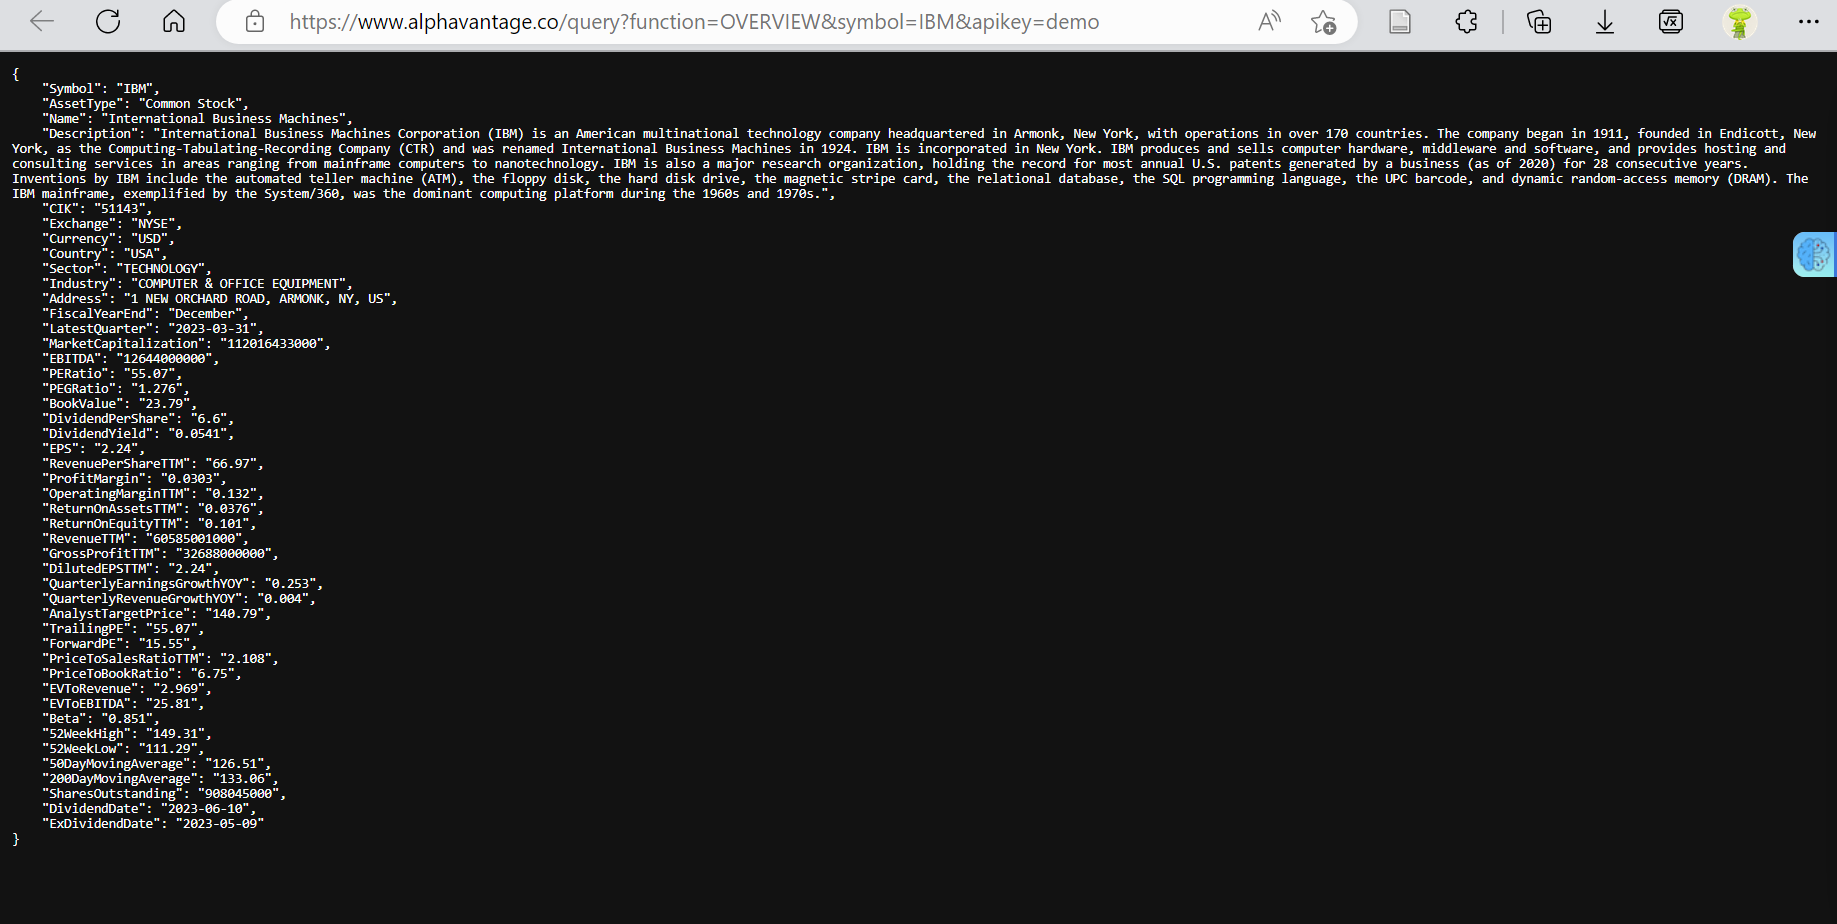 https://www.alphavantage.co/query?function=OVERVIEW&symbol=IBM&apikey=demo
{
"Symbol": "IBM",
"AssetType": "Common Stock",
"Name": "International Business Machines",
"Description": "International Business Machines Corporation (IBM) is an American multinational technology company headquartered in Armonk, New York, with operations in over 170 countries. The company began in 1911, founded in Endicott, New
York, as the Computing-Tabulating-Recording Company (CTR) and was renamed International Business Machines in 1924. IBM is incorporated in New York. IBM produces and sells computer hardware, middleware and software, and provides hosting and
consulting services in areas ranging from mainframe computers to nanotechnology. IBM is also a major research organization, holding the record for most annual U.S. patents generated by a business (as of 2020) for 28 consecutive years.
Inventions by IBM include the automated teller machine (ATM), the floppy disk, the hard disk drive, the magnetic stripe card, the relational database, the SQL programming language, the UPC barcode, and dynamic random-access memory (DRAM). The
IBM mainframe, exemplified by the System/360, was the dominant computing platform during the 1960s and 1970s.",
"CIK": "51143",
"Exchange": "NYSE",
"Currency": "USD",
"Country": "USA",
"Sector": "TECHNOLOGY",
"Industry": "COMPUTER & OFFICE EQUIPMENT",
"Address": "1 NEW ORCHARD ROAD, ARMONK, NY, US",
"FiscalYearEnd": "December",
"LatestQuarter": "2023-03-31",
"MarketCapitalization": "112016433000",
"EBITDA": "12644000000",
"PERatio": "55.07",
"PEGRatio": "1.276",
"BookValue": "23.79",
"DividendPerShare": "6.6",
"DividendYield": "0.0541",
"EPS": "2.24",
"RevenuePerShareTTM": "66.97",
"ProfitMargin": "0.0303",
"OperatingMarginTTM": "0.132",
"ReturnOnAssetsTTM": "0.0376",
"ReturnOnEquityTTM": "0.101",
"RevenueTTM": "60585001000",
"GrossProfitTTM": "32688000000",
"DilutedEPSTTM": "2.24",
"QuarterlyEarningsGrowthYOY": "0.253",
"QuarterlyRevenueGrowthYOY": "0.004",
"AnalystTargetPrice": "140.79",
"TrailingPE": "55.07",
"ForwardPE": "15.55",
"PriceToSalesRatioTTM": "2.108",
"PriceToBookRatio": "6.75",
"EVToRevenue": "2.969",
"EVToEBITDA": "25.81",
"Beta": "0.851",
"52WeekHigh": "149.31",
"52WeekLow": "111.29",
"50DayMovingAverage": "126.51",
"200DayMovingAverage": "133.06",
"SharesOutstanding": "908045000",
"DividendDate": "2023-06-10",
"ExDividendDate": "2023-05-09"
}